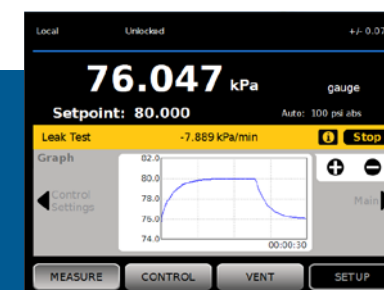 Local Unlocked +/- 0.07
76.047 kPa gauge
Setpoint: 80.000 Auto: 100 psi abs
Leak Test -7.889 kPa/min i Stop
Graph
82.0
80.0
Control
Settings
78.0
Main
76.0
74.0
00:00:30
MEASURE CONTROL VENT SETUP